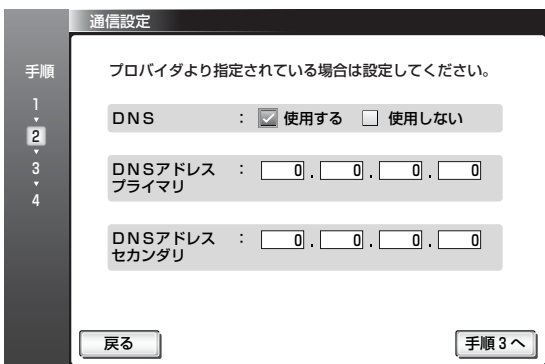 通信設定
手順
1
2
3
4
プロバイダより指定されている場合は設定してください。
DNS : 使用する 使用しない
DNSアドレス : 0 . 0 . 0 . 0
プライマリ
DNSアドレス : 0 . 0 . 0 . 0
セカンダリ
戻る
手順3へ